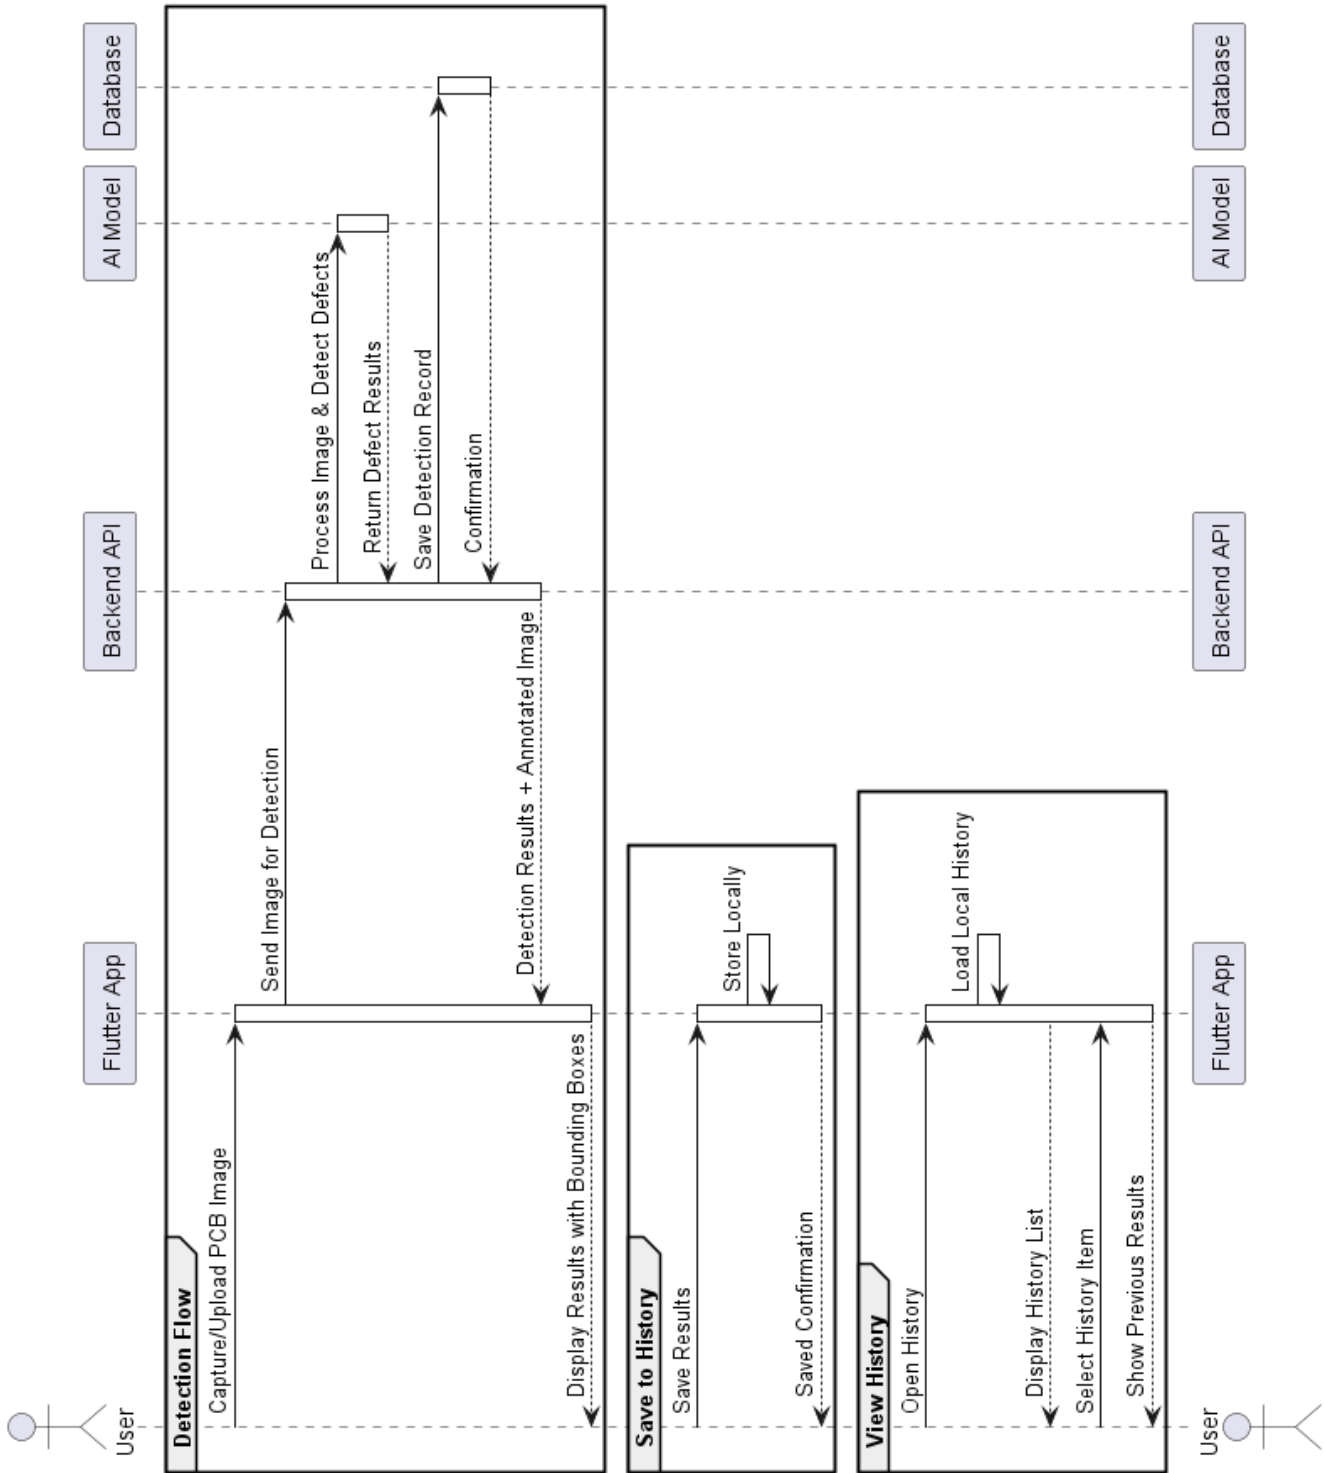 User
Flutter App
Backend API
AI Model
Database
Detection Flow
Capture/Upload PCB Image
Send Image for Detection
Process Image & Detect Defects
Return Defect Results
Save Detection Record
Confirmation
Detection Results + Annotated Image
Display Results with Bounding Boxes
Save to History
Save Results
Store Locally
Saved Confirmation
View History
Open History
Load Local History
Display History List
Select History Item
Show Previous Results
User
Flutter App
Backend API
AI Model
Database